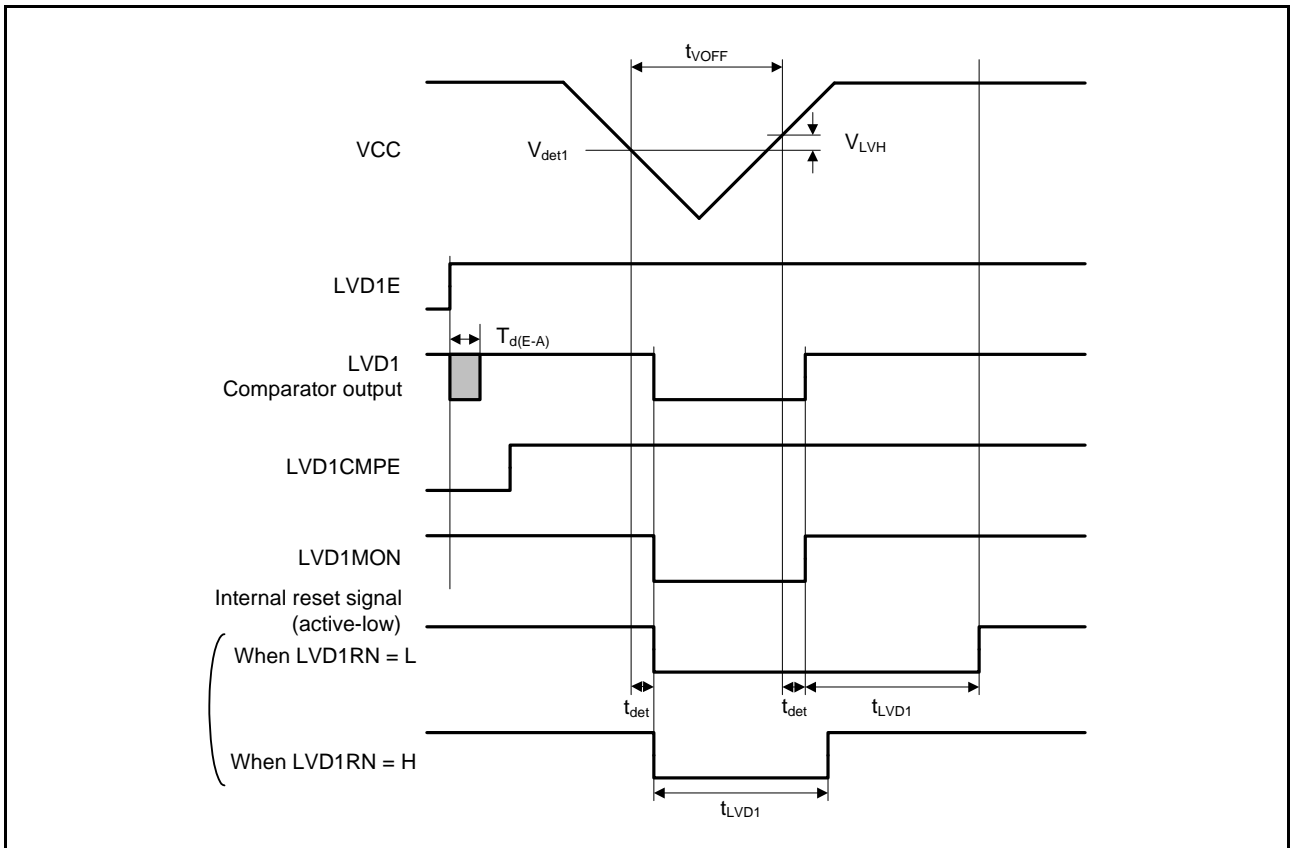 tVOFF
VCC
Vdet1
VLVH
LVD1E
Td(E-A)
LVD1
Comparator output
LVD1CMPE
LVD1MON
Internal reset signal
(active-low)
When LVD1RN = L
tdet
tdet
tLVD1
When LVD1RN = H
tLVD1